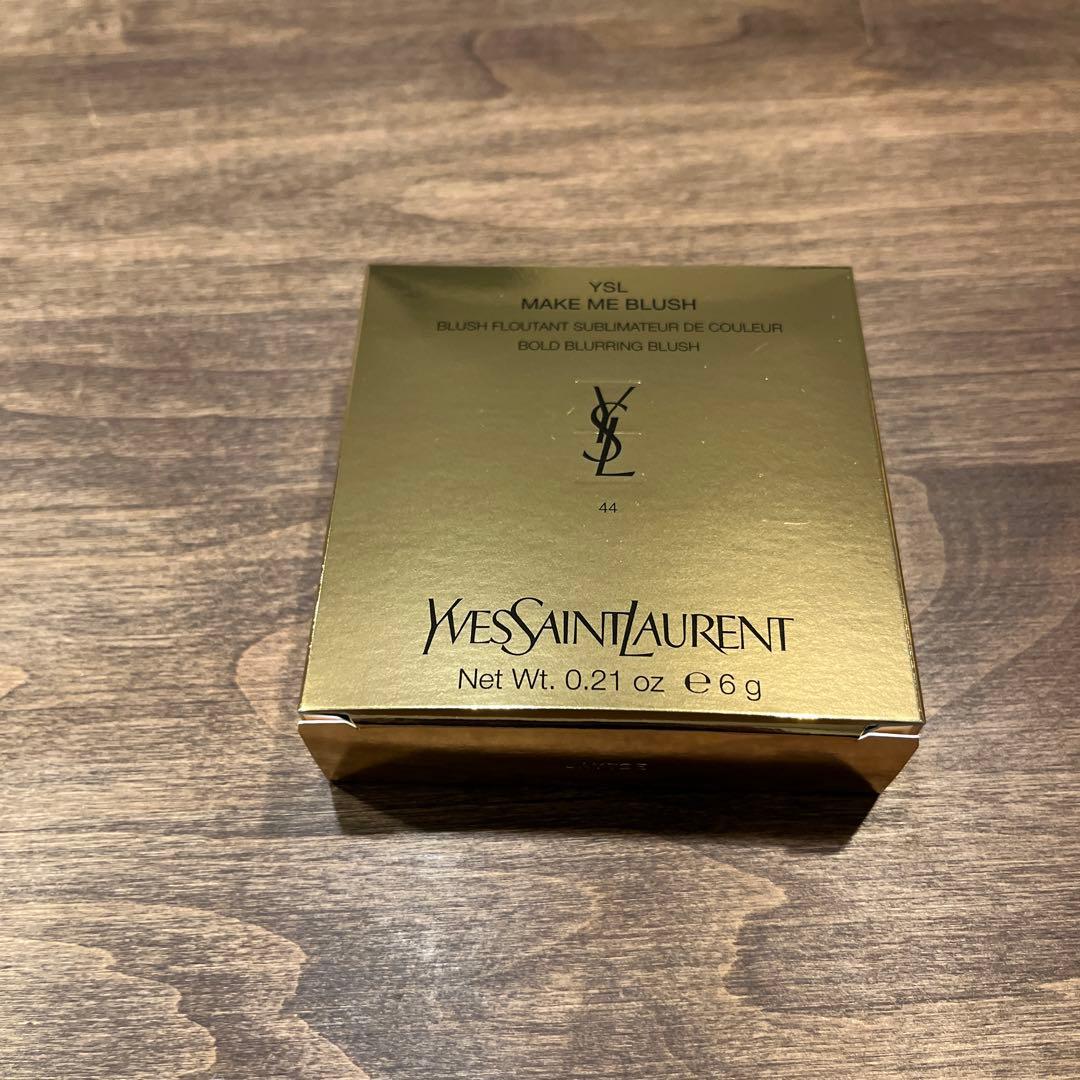 YSL
MAKE ME BLUSH
BLUSH FLOUTANT SUBLIMATEUR DE COULEUR
BOLD BLURRING BLUSH
YSL
44
YVESSAINTLAURENT
Net Wt. 0.21 oz ℮ 6 g